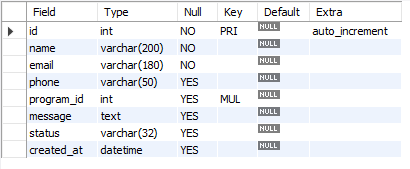 Field Type Null Key Default Extra
id int NO PRI NULL auto_increment
name varchar(200) NO NULL
email varchar(180) NO NULL
phone varchar(50) YES NULL
program_id int YES MUL NULL
message text YES NULL
status varchar(32) YES NULL
created_at datetime YES NULL